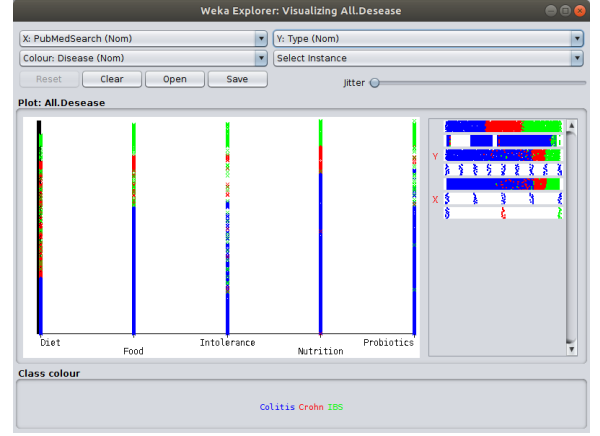 Weka Explorer: Visualizing All.Desease
X: PubMedSearch (Nom) Y: Type (Nom)
Colour: Disease (Nom) Select Instance
Reset Clear Open Save Jitter
Plot: All.Desease
Y
X
Diet Food Intolerance Nutrition Probiotics
Class colour
Colitis Crohn IBS